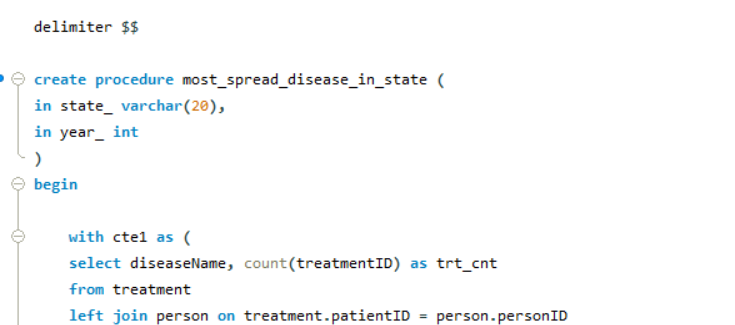 delimiter $$
create procedure most_spread_disease_in_state (
in state_ varchar(20),
in year_ int
)
begin
with cte1 as (
select diseaseName, count(treatmentID) as trt_cnt
from treatment
left join person on treatment.patientID = person.personID